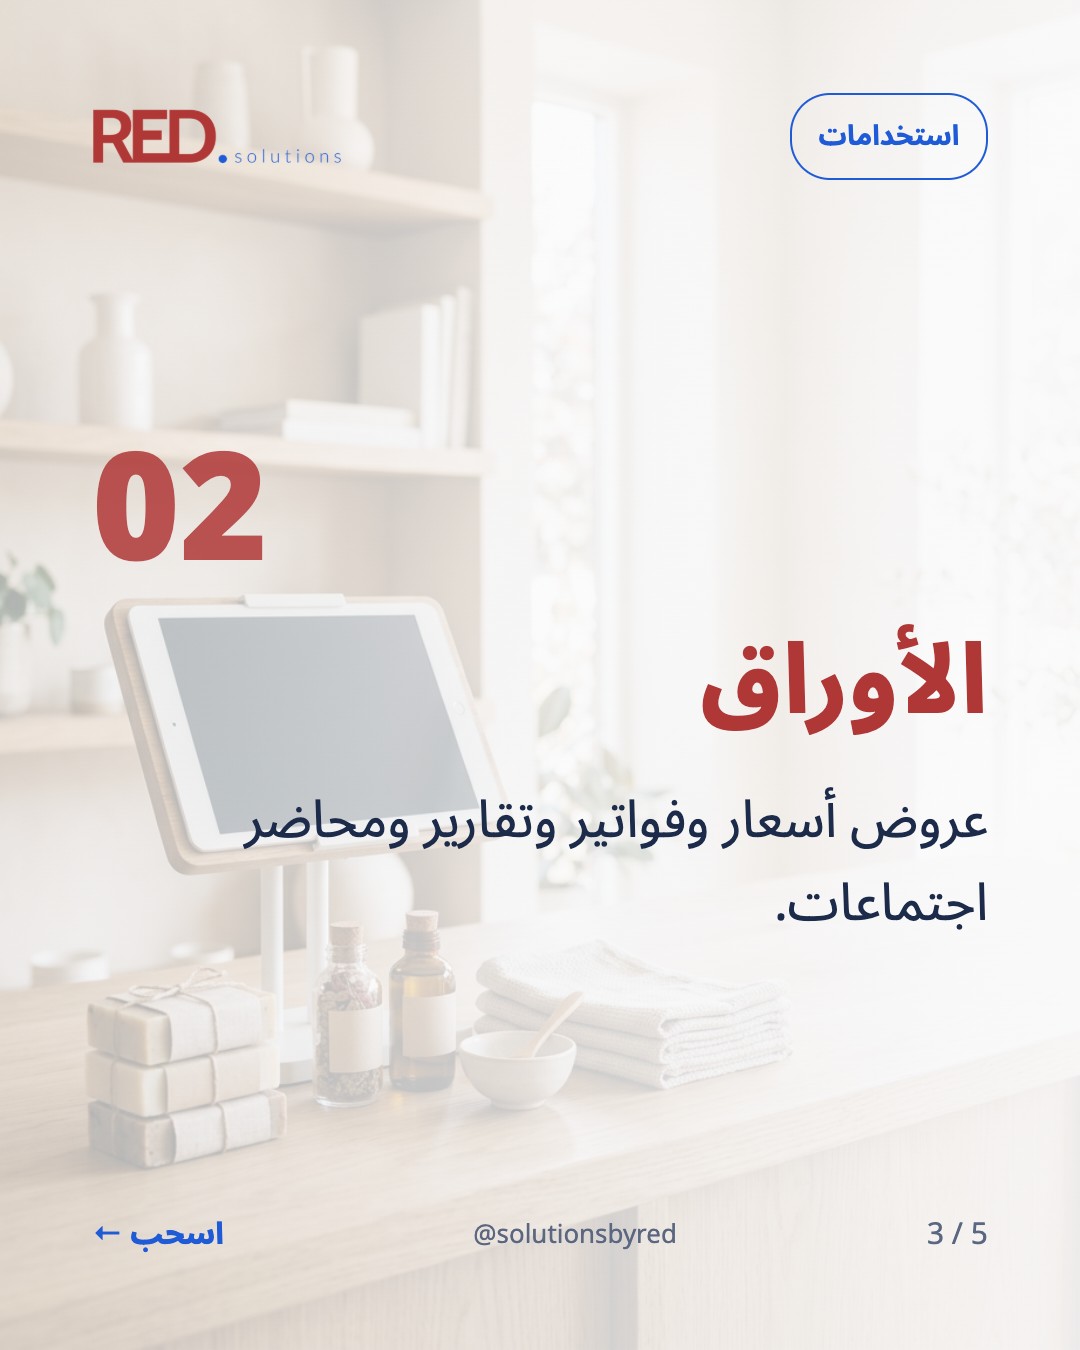 RED.solutions
استخدامات
02
الأوراق
عروض أسعار وفواتير وتقارير ومحاضر
اجتماعات.
اسحب ←
@solutionsbyred
3 / 5